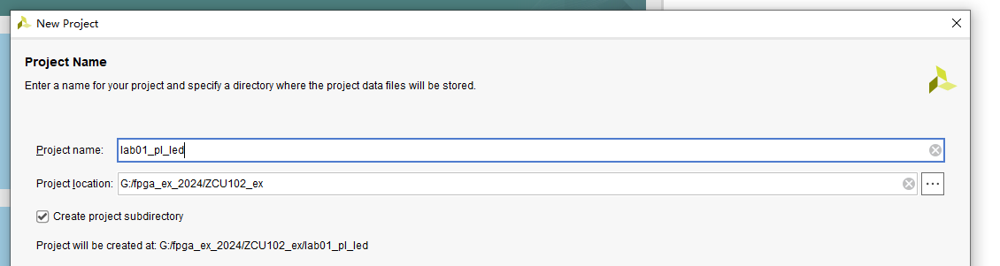 New Project
Project Name
Enter a name for your project and specify a directory where the project data files will be stored.
Project name: lab01_pl_led
Project location: G:/fpga_ex_2024/ZCU102_ex
Create project subdirectory
Project will be created at: G:/fpga_ex_2024/ZCU102_ex/lab01_pl_led